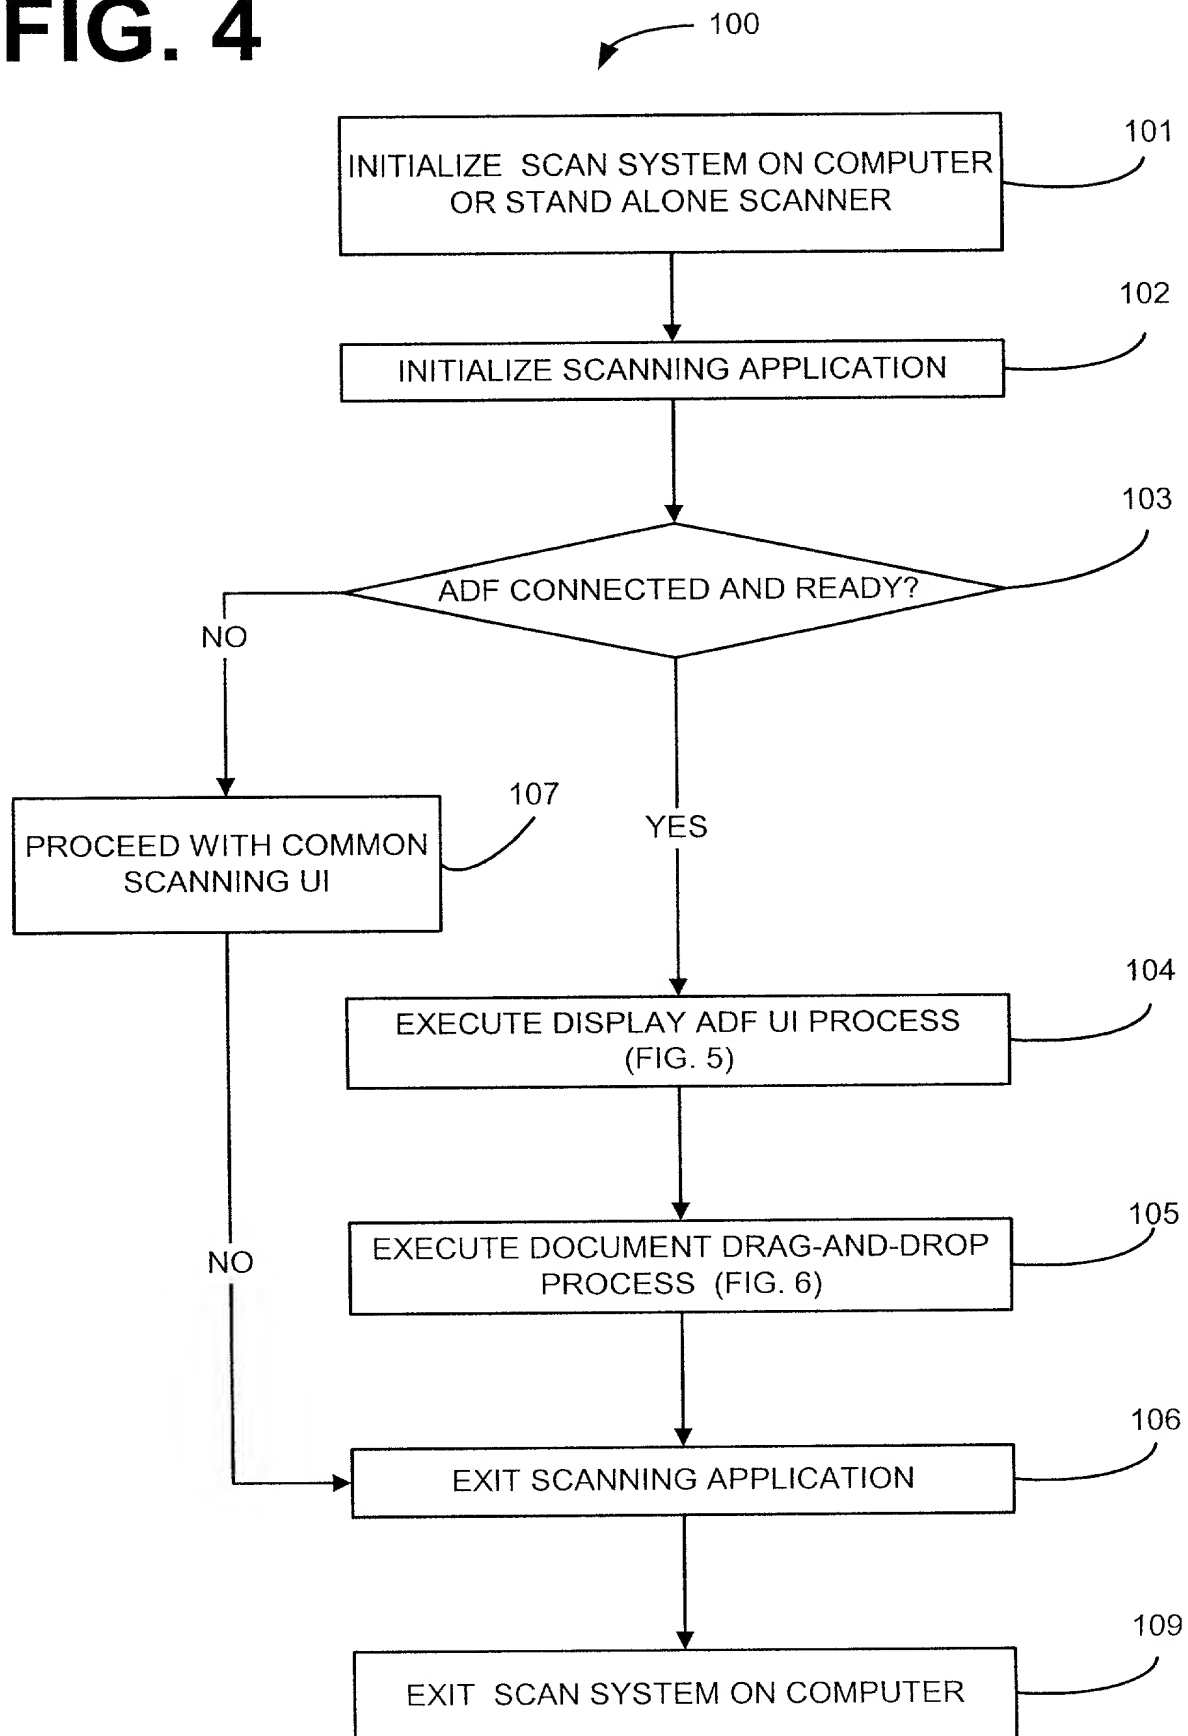 FIG. 4
100
INITIALIZE SCAN SYSTEM ON COMPUTER
OR STAND ALONE SCANNER
101
INITIALIZE SCANNING APPLICATION
102
ADF CONNECTED AND READY?
103
NO
YES
PROCEED WITH COMMON
SCANNING UI
107
EXECUTE DISPLAY ADF UI PROCESS
(FIG. 5)
104
EXECUTE DOCUMENT DRAG-AND-DROP
PROCESS (FIG. 6)
105
NO
EXIT SCANNING APPLICATION
106
EXIT SCAN SYSTEM ON COMPUTER
109